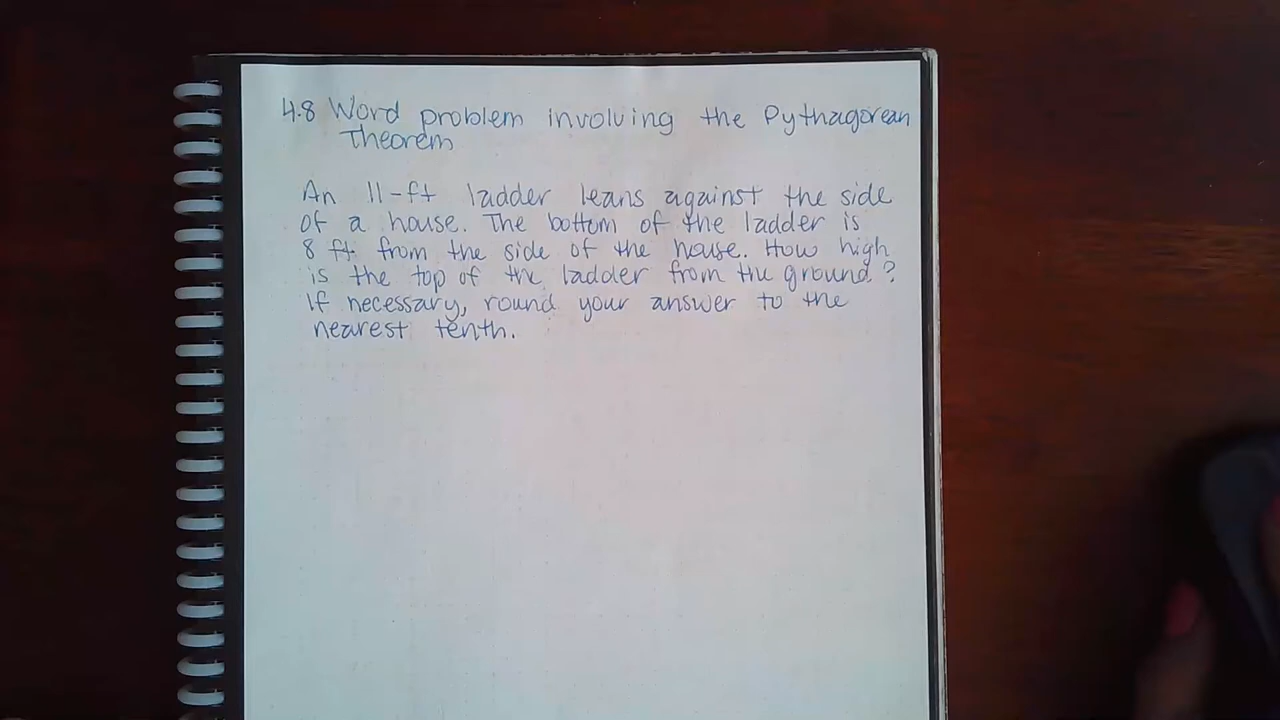 4.8 Word problem involving the Pythagorean
Theorem
An 11-ft ladder leans against the side
of a house. The bottom of the ladder is
8 ft from the side of the house. How high
is the top of the ladder from the ground?
If necessary, round your answer to the
nearest tenth.